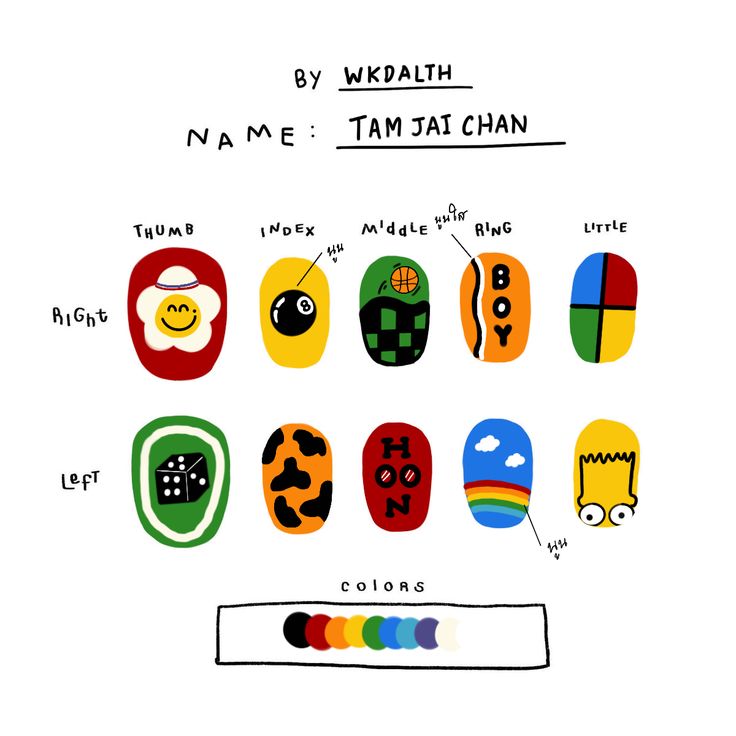 BY WKDALTH
NAME: TAM JAI CHAN
THUMB INDEX MIDDLE นูนใส RING LITTLE
นูน
RIGHT
8
BOY
LEFT
HOON
นูน
COLORS